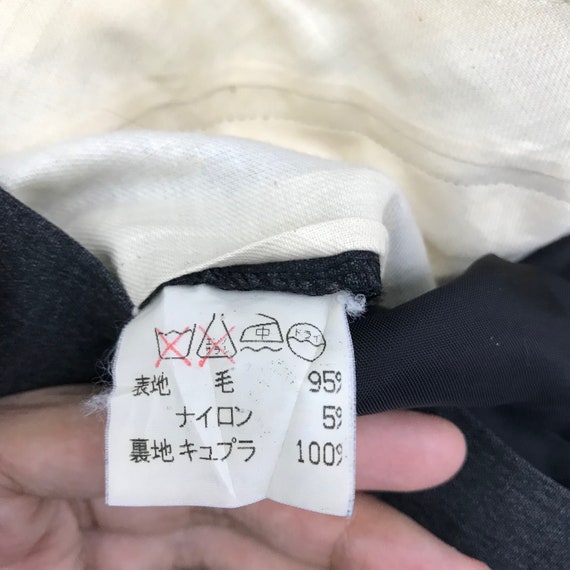 中 ドライ
表地 毛 95%
ナイロン 5%
裏地 キュプラ 100%